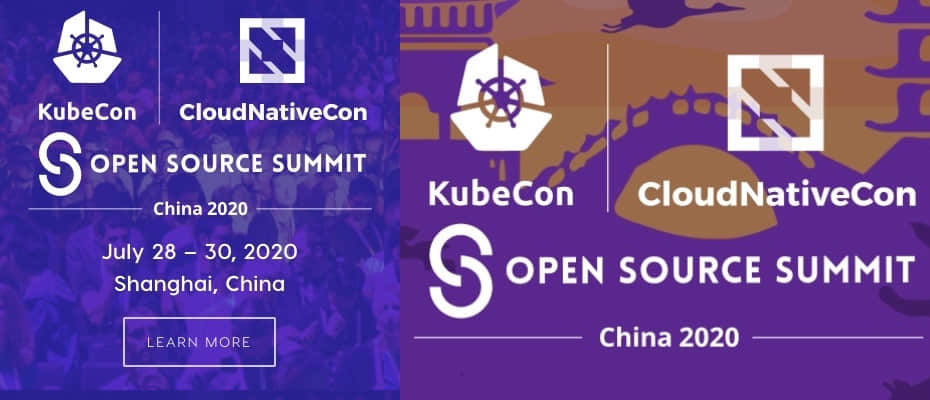 KubeCon
CloudNativeCon
OPEN SOURCE SUMMIT
China 2020
July 28 – 30, 2020
Shanghai, China
LEARN MORE
KubeCon
CloudNativeCon
OPEN SOURCE SUMMIT
China 2020